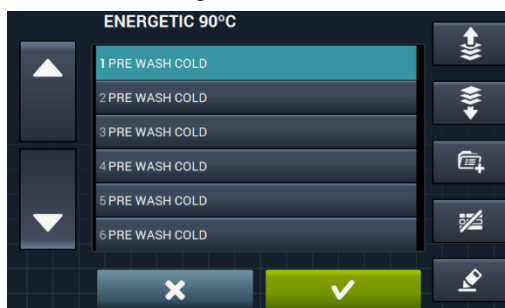 ENERGETIC 90ºC
1 PRE WASH COLD
2 PRE WASH COLD
3 PRE WASH COLD
4 PRE WASH COLD
5 PRE WASH COLD
6 PRE WASH COLD